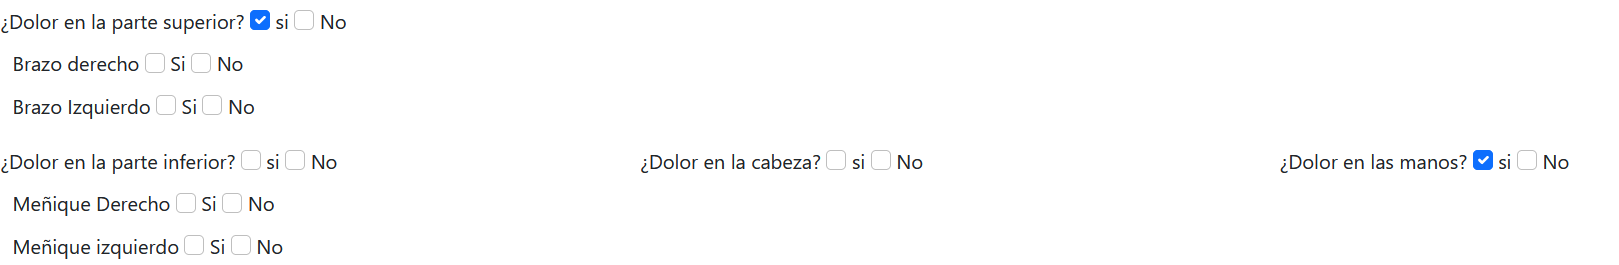 ¿Dolor en la parte superior? si No
Brazo derecho Si No
Brazo Izquierdo Si No
¿Dolor en la parte inferior? si No ¿Dolor en la cabeza? si No ¿Dolor en las manos? si No
Meñique Derecho Si No
Meñique izquierdo Si No